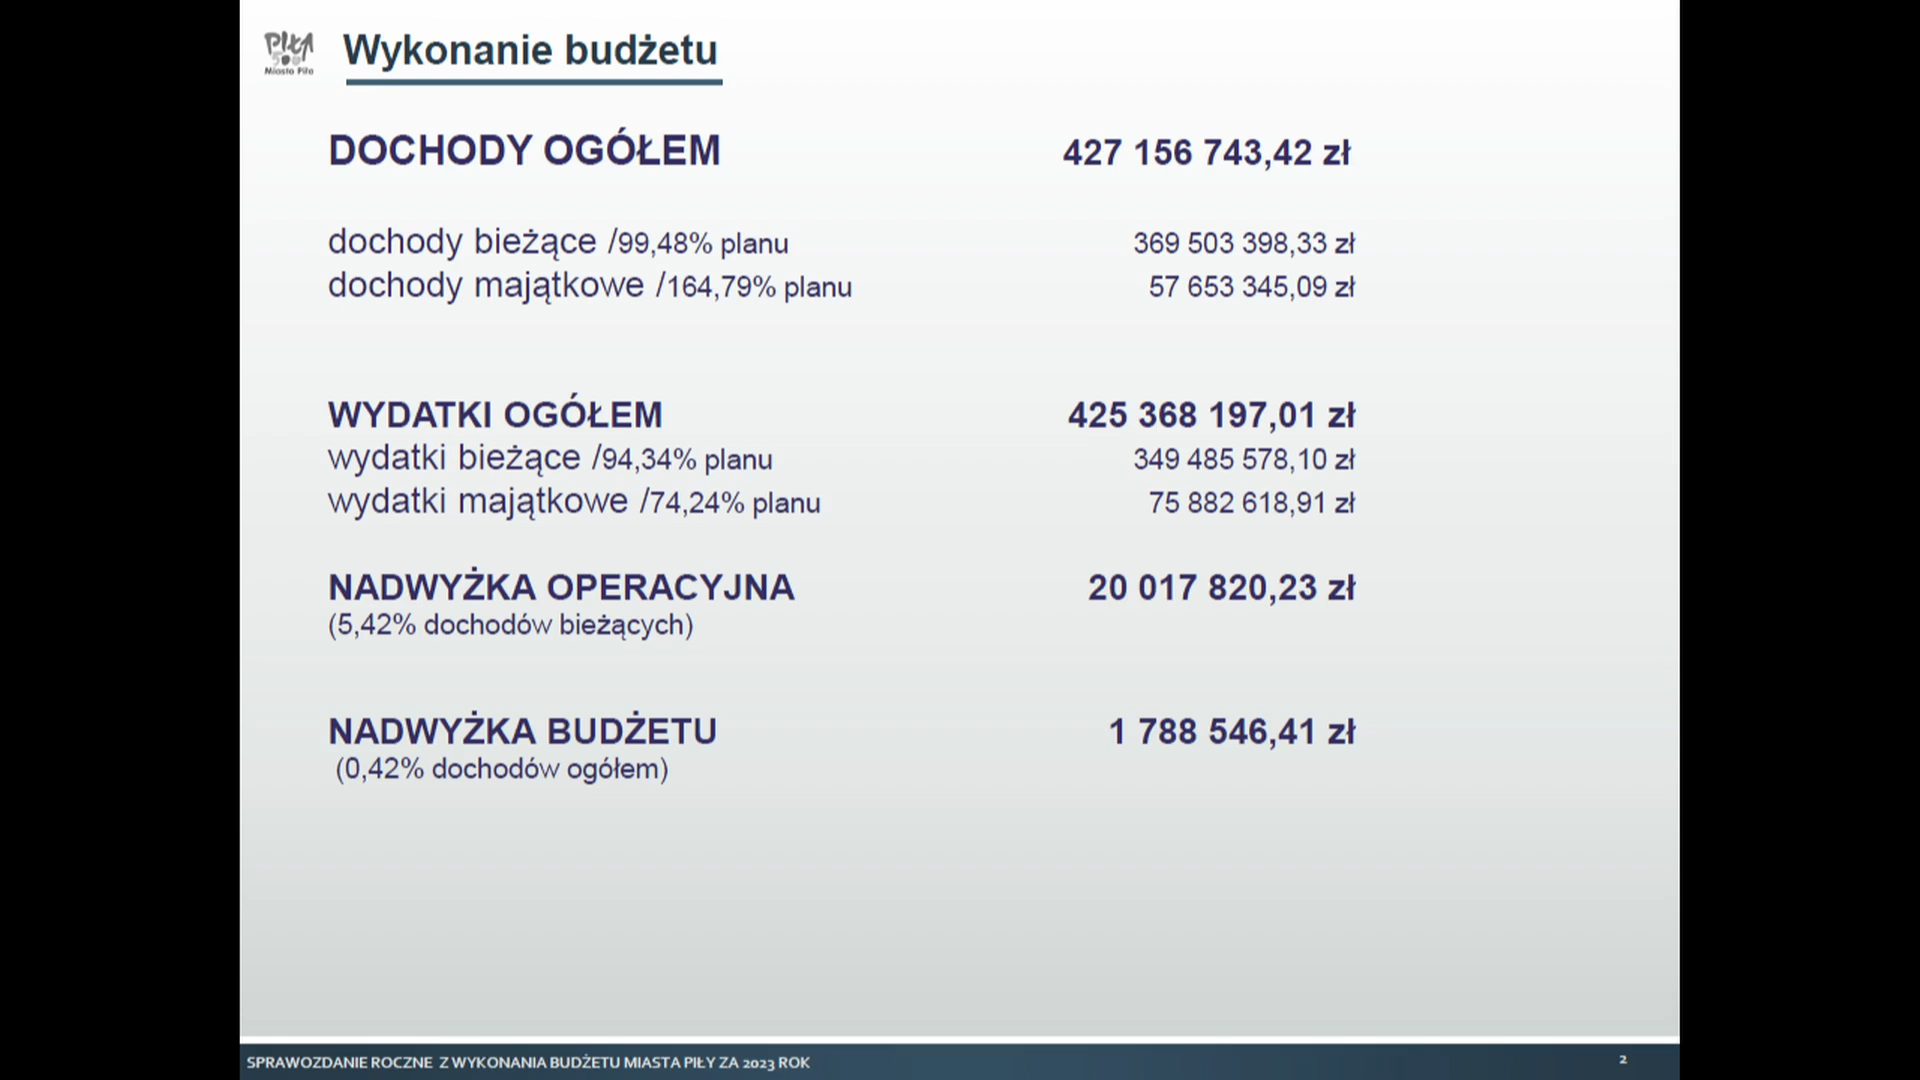 PIŁA
500
Miasto Piła
Wykonanie budżetu
DOCHODY OGÓŁEM 427 156 743,42 zł
dochody bieżące /99,48% planu 369 503 398,33 zł
dochody majątkowe /164,79% planu 57 653 345,09 zł
WYDATKI OGÓŁEM 425 368 197,01 zł
wydatki bieżące /94,34% planu 349 485 578,10 zł
wydatki majątkowe /74,24% planu 75 882 618,91 zł
NADWYŻKA OPERACYJNA 20 017 820,23 zł
(5,42% dochodów bieżących)
NADWYŻKA BUDŻETU 1 788 546,41 zł
(0,42% dochodów ogółem)
SPRAWOZDANIE ROCZNE Z WYKONANIA BUDŻETU MIASTA PIŁY ZA 2023 ROK 2